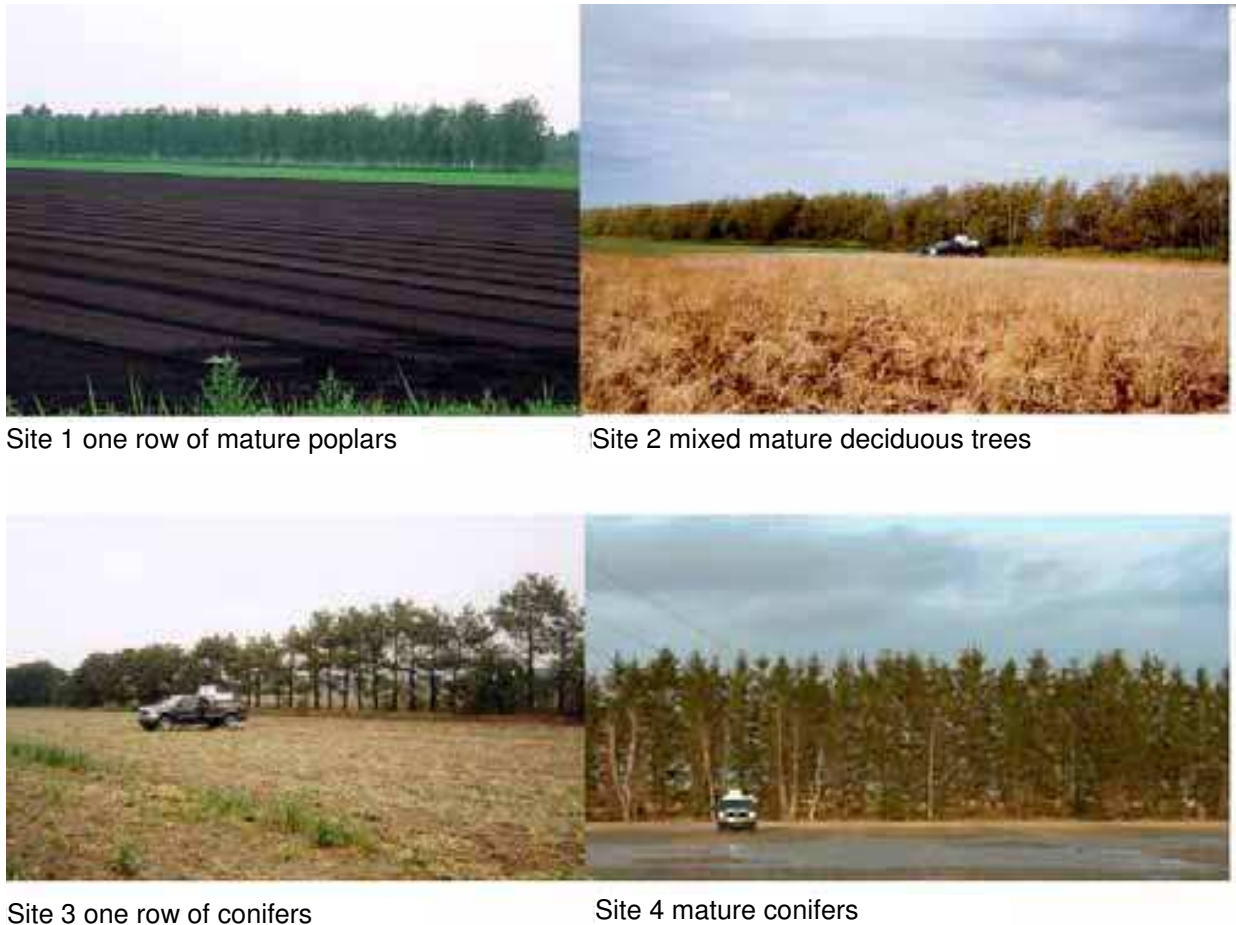 Site 1 one row of mature poplars
Site 2 mixed mature deciduous trees
Site 3 one row of conifers
Site 4 mature conifers